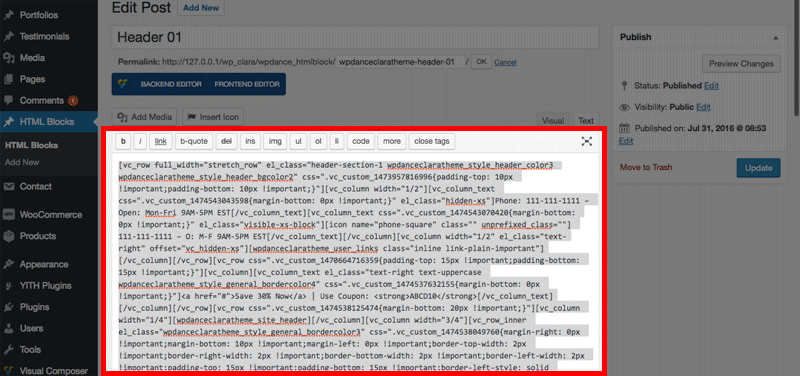 Portfolios
Testimonials
Media
Pages
Comments 1
HTML Blocks
HTML Blocks
Add New
Contact
WooCommerce
Products
Appearance
YITH Plugins
Plugins
Users
Tools
Visual Composer
Edit Post Add New
Header 01
Permalink: http://127.0.0.1/wp_clara/wpdance_htmlblock/ wpdanceclaratheme-header-01 / OK Cancel
BACKEND EDITOR FRONTEND EDITOR
Add Media Insert Icon Visual Text
b i link b-quote del ins img ul ol li code more close tags
[vc_row full_width="stretch_row" el_class="header-section-1 wpdanceclaratheme_style_header_color3
wpdanceclaratheme_style_header_bgcolor2" css=".vc_custom_1473957816996{padding-top: 10px
!important;padding-bottom: 10px !important;}"][vc_column width="1/2"][vc_column_text
css=".vc_custom_1474543043598{margin-bottom: 0px !important;}" el_class="hidden-xs"]Phone: 111-111-1111 –
Open: Mon-Fri 9AM-5PM EST[/vc_column_text][vc_column_text css=".vc_custom_1474543070420{margin-bottom:
0px !important;}" el_class="visible-xs-block"][icon name="phone-square" class="" unprefixed_class=""]
111-111-1111 – O: M-F 9AM-5PM EST[/vc_column_text][/vc_column][vc_column width="1/2" el_class="text-
right" offset="vc_hidden-xs"][wpdanceclaratheme_user_links class="inline link-plain-important"]
[/vc_column][/vc_row][vc_row css=".vc_custom_1470664716359{padding-top: 15px !important;padding-bottom:
15px !important;}"][vc_column][vc_column_text el_class="text-right text-uppercase
wpdanceclaratheme_style_general_bordercolor4" css=".vc_custom_1474537632155{margin-bottom: 0px
!important;}"]<a href="#">Save 30% Now</a> | Use Coupon: <strong>ABCD10</strong>[/vc_column_text]
[/vc_column][/vc_row][vc_row css=".vc_custom_1474538125474{margin-bottom: 20px !important;}"][vc_column
width="1/4"][wpdanceclaratheme_site_header][/vc_column][vc_column width="3/4"][vc_row_inner
el_class="wpdanceclaratheme_style_general_bordercolor3" css=".vc_custom_1474538049760{margin-right: 0px
!important;margin-bottom: 10px !important;margin-left: 0px !important;border-top-width: 2px
!important;border-right-width: 2px !important;border-bottom-width: 2px !important;border-left-width: 2px
!important;padding-top: 15px !important;padding-bottom: 15px !important;border-left-style: solid
Publish
Preview Changes
Status: Published Edit
Visibility: Public Edit
Published on: Jul 31, 2016 @ 08:53
Edit
Move to Trash Update